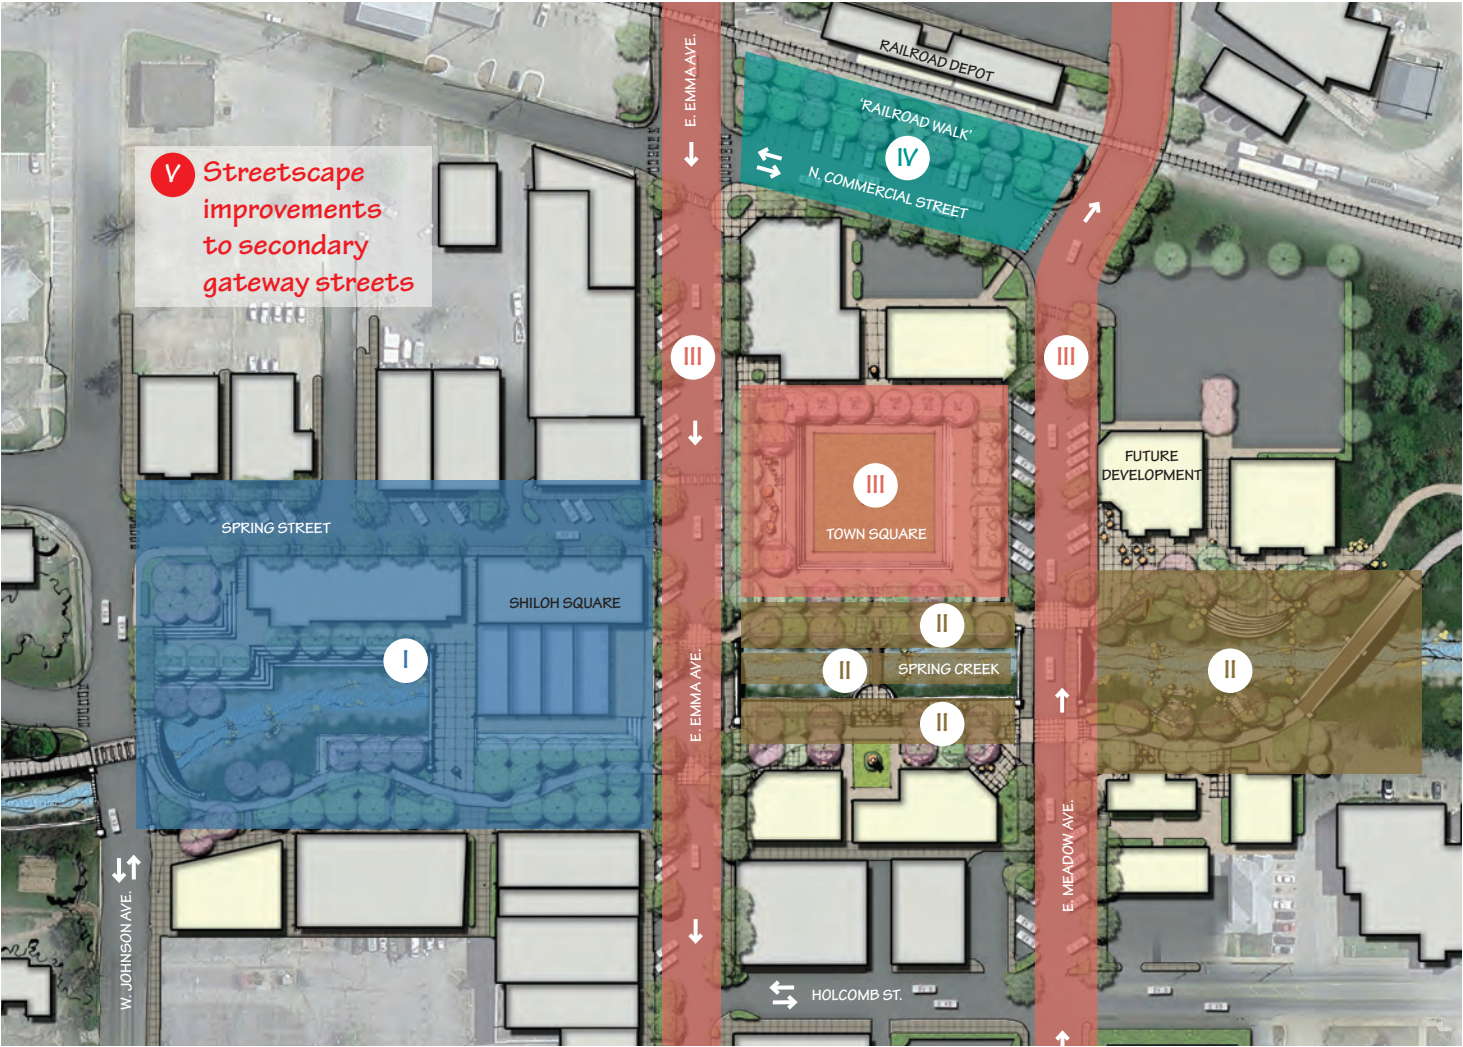 E. EMMA AVE.
RAILROAD DEPOT
'RAILROAD WALK'
IV
N. COMMERCIAL STREET
V Streetscape
improvements
to secondary
gateway streets
III
III
III
TOWN SQUARE
FUTURE
DEVELOPMENT
SPRING STREET
SHILOH SQUARE
I
II
II
SPRING CREEK
II
II
E. EMMA AVE.
E. MEADOW AVE.
W. JOHNSON AVE.
HOLCOMB ST.